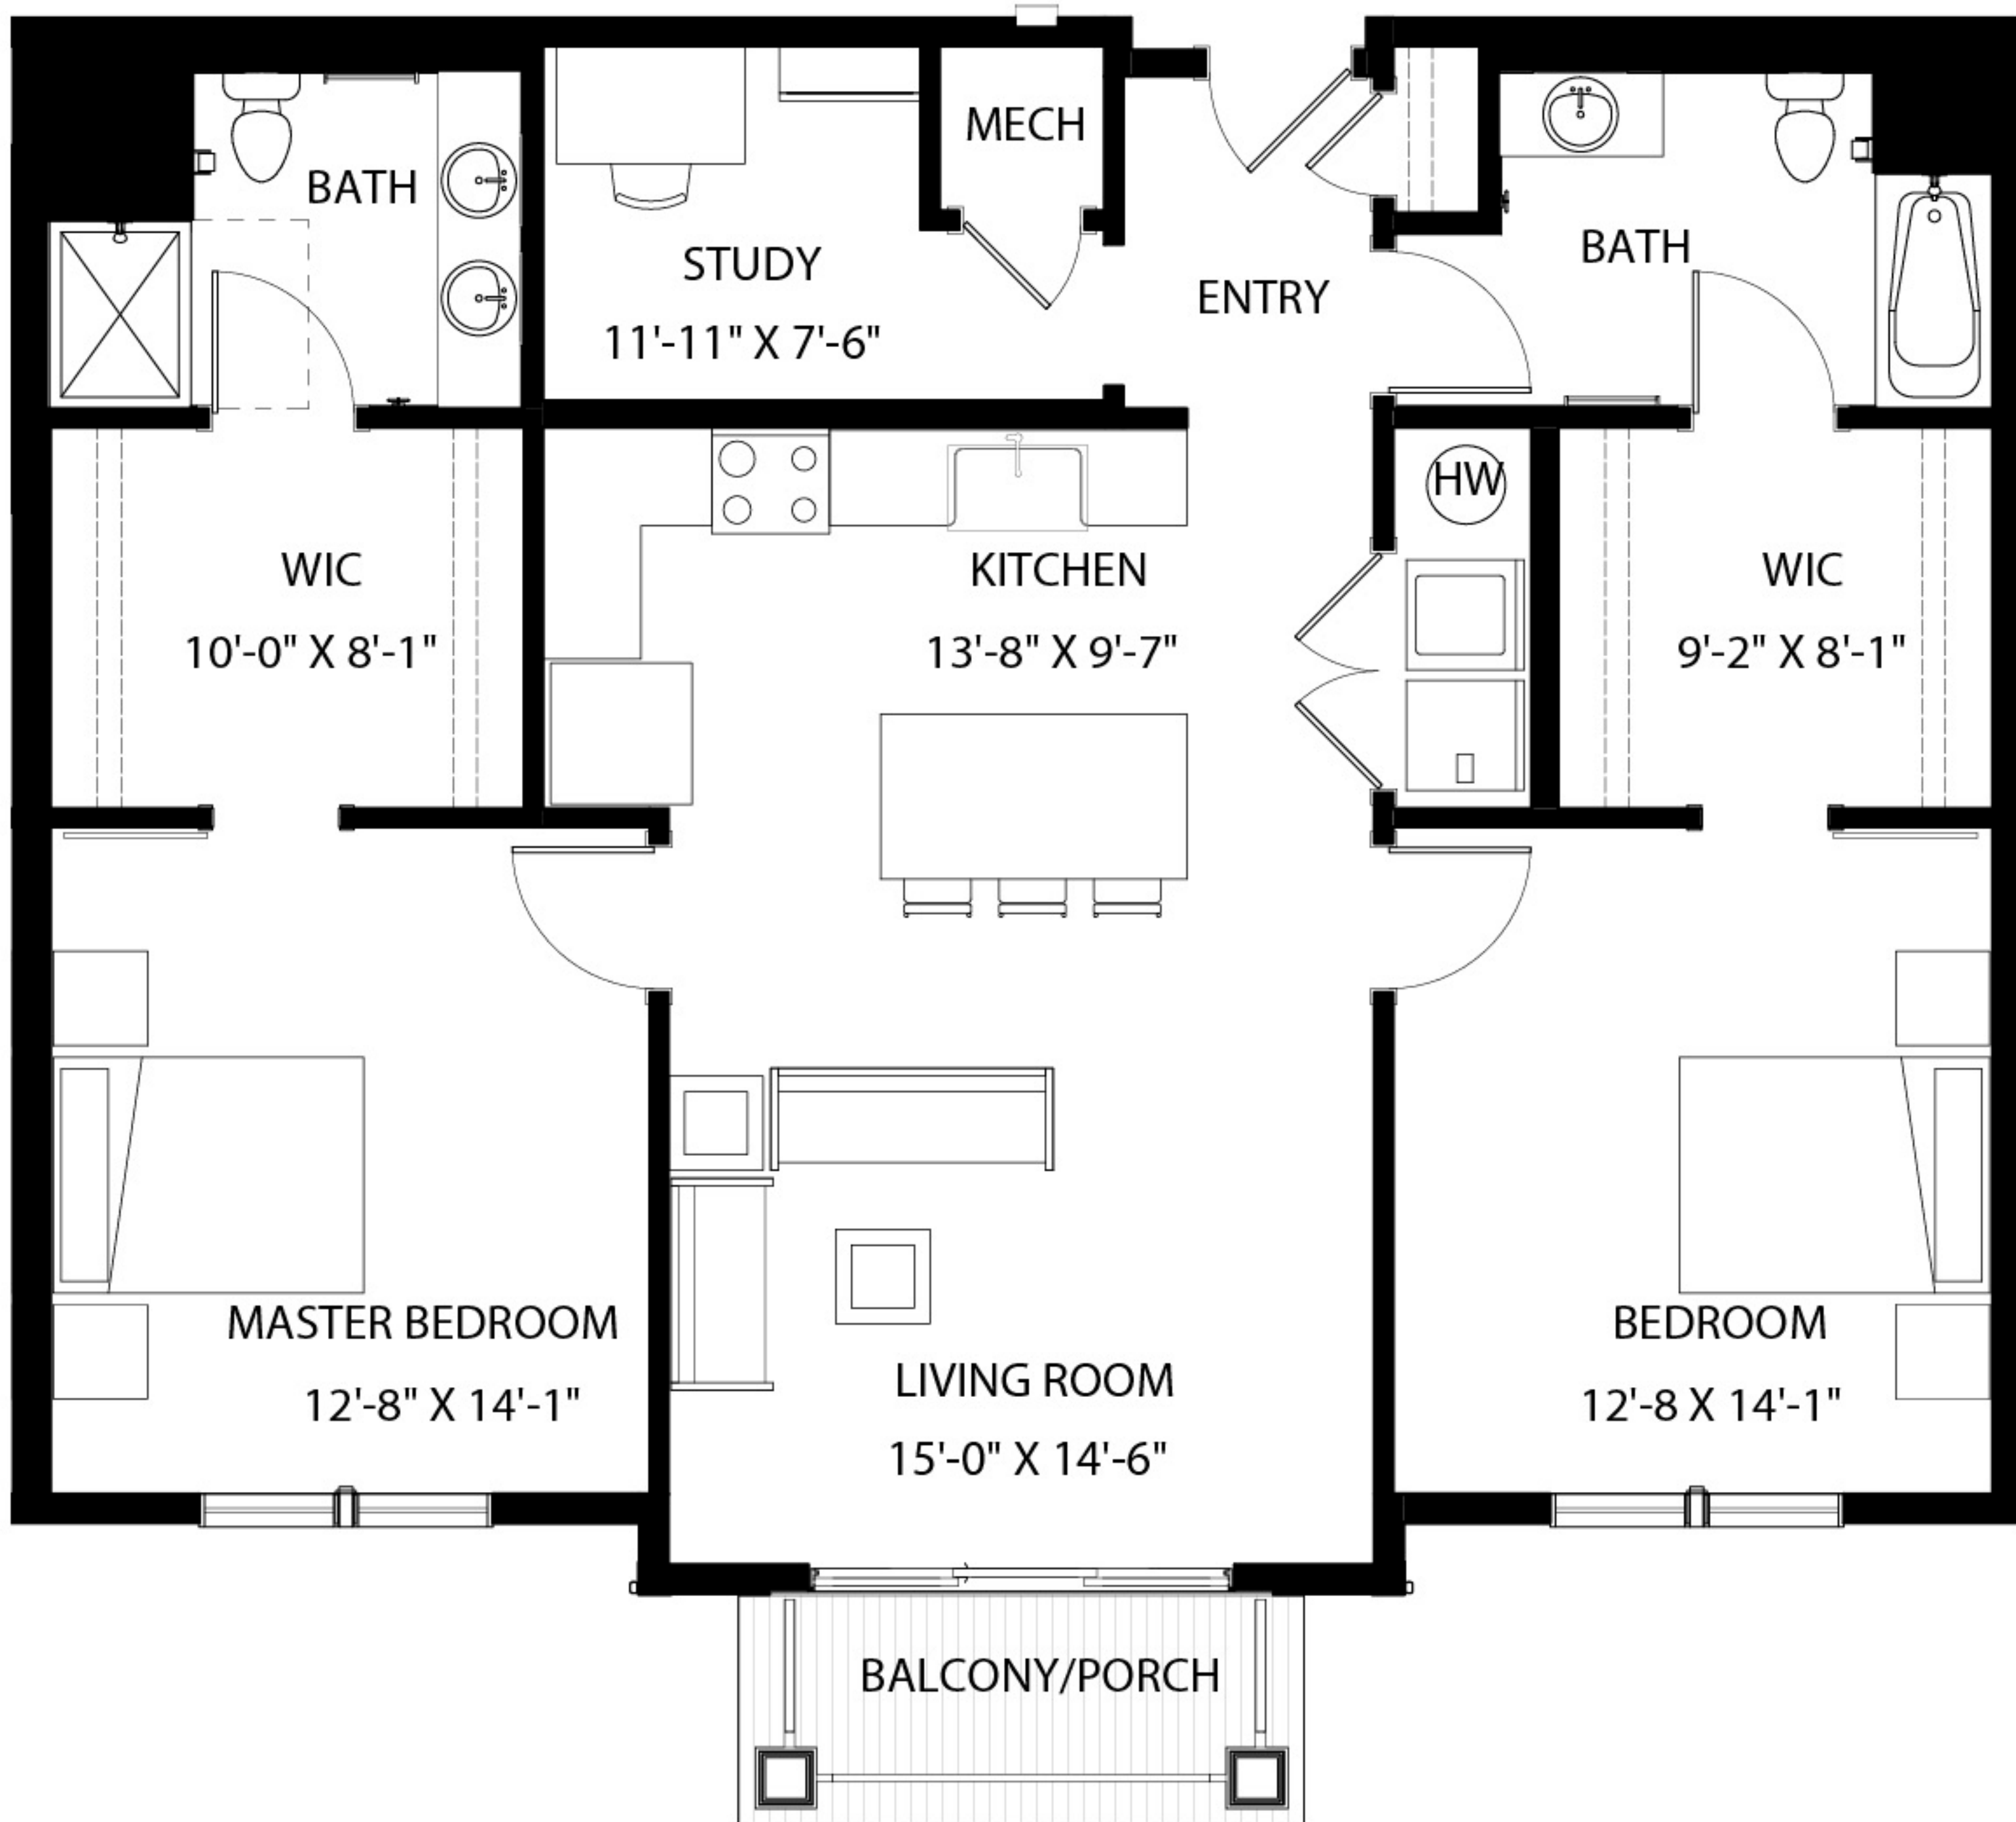 MECH
BATH
STUDY
11'-11" X 7'-6"
ENTRY
BATH
HW
WIC
10'-0" X 8'-1"
KITCHEN
13'-8" X 9'-7"
WIC
9'-2" X 8'-1"
MASTER BEDROOM
12'-8" X 14'-1"
LIVING ROOM
15'-0" X 14'-6"
BEDROOM
12'-8 X 14'-1"
BALCONY/PORCH